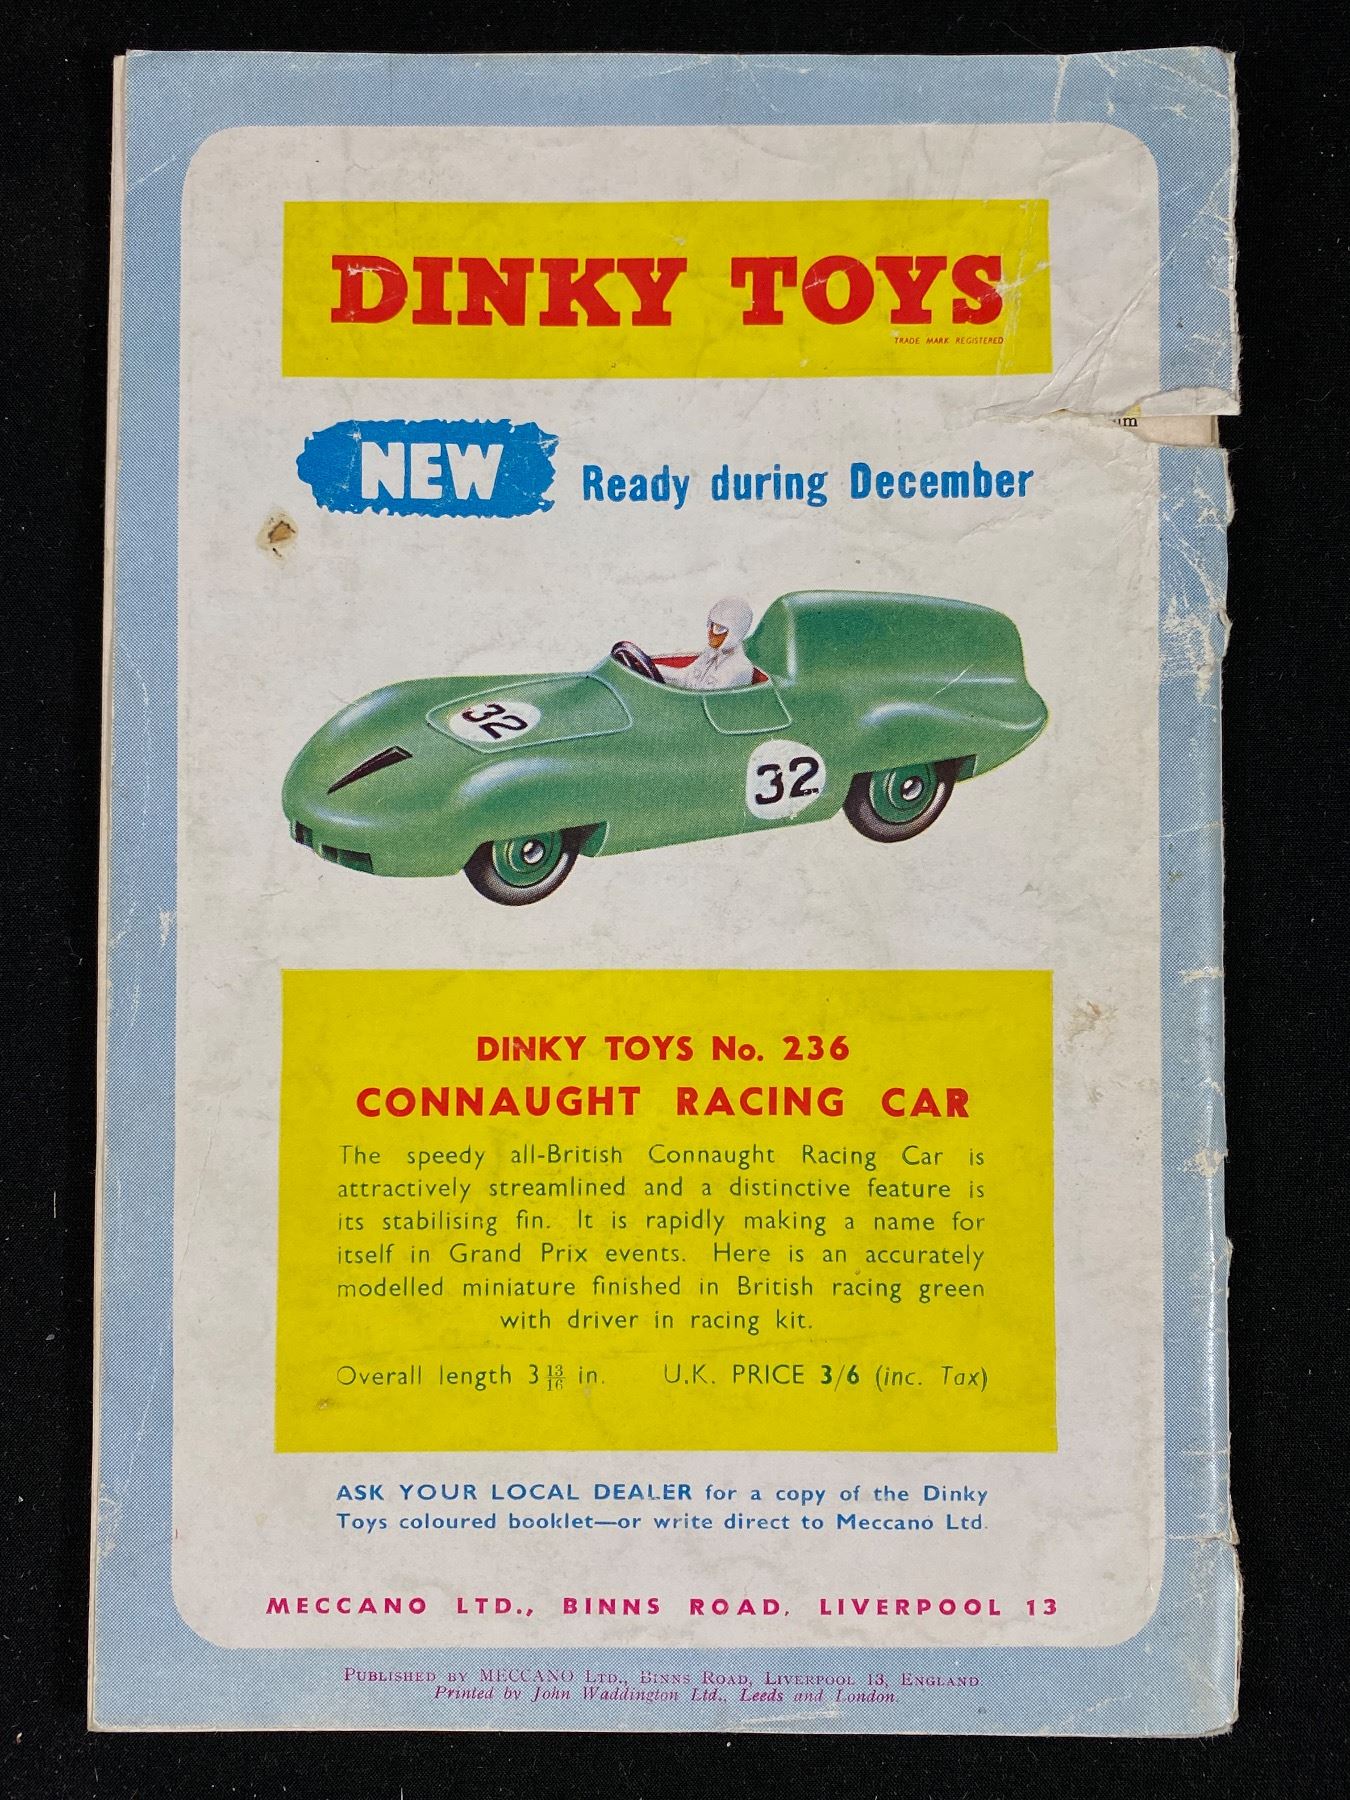 DINKY TOYS
TRADE MARK REGISTERED
NEW Ready during December
32
32
DINKY TOYS No. 236
CONNAUGHT RACING CAR
The speedy all-British Connaught Racing Car is
attractively streamlined and a distinctive feature is
its stabilising fin. It is rapidly making a name for
itself in Grand Prix events. Here is an accurately
modelled miniature finished in British racing green
with driver in racing kit.
Overall length 3 13/16 in. U.K. PRICE 3/6 (inc. Tax)
ASK YOUR LOCAL DEALER for a copy of the Dinky
Toys coloured booklet—or write direct to Meccano Ltd.
MECCANO LTD., BINNS ROAD, LIVERPOOL 13
PUBLISHED BY MECCANO LTD., BINNS ROAD, LIVERPOOL 13, ENGLAND.
Printed by John Waddington Ltd., Leeds and London.